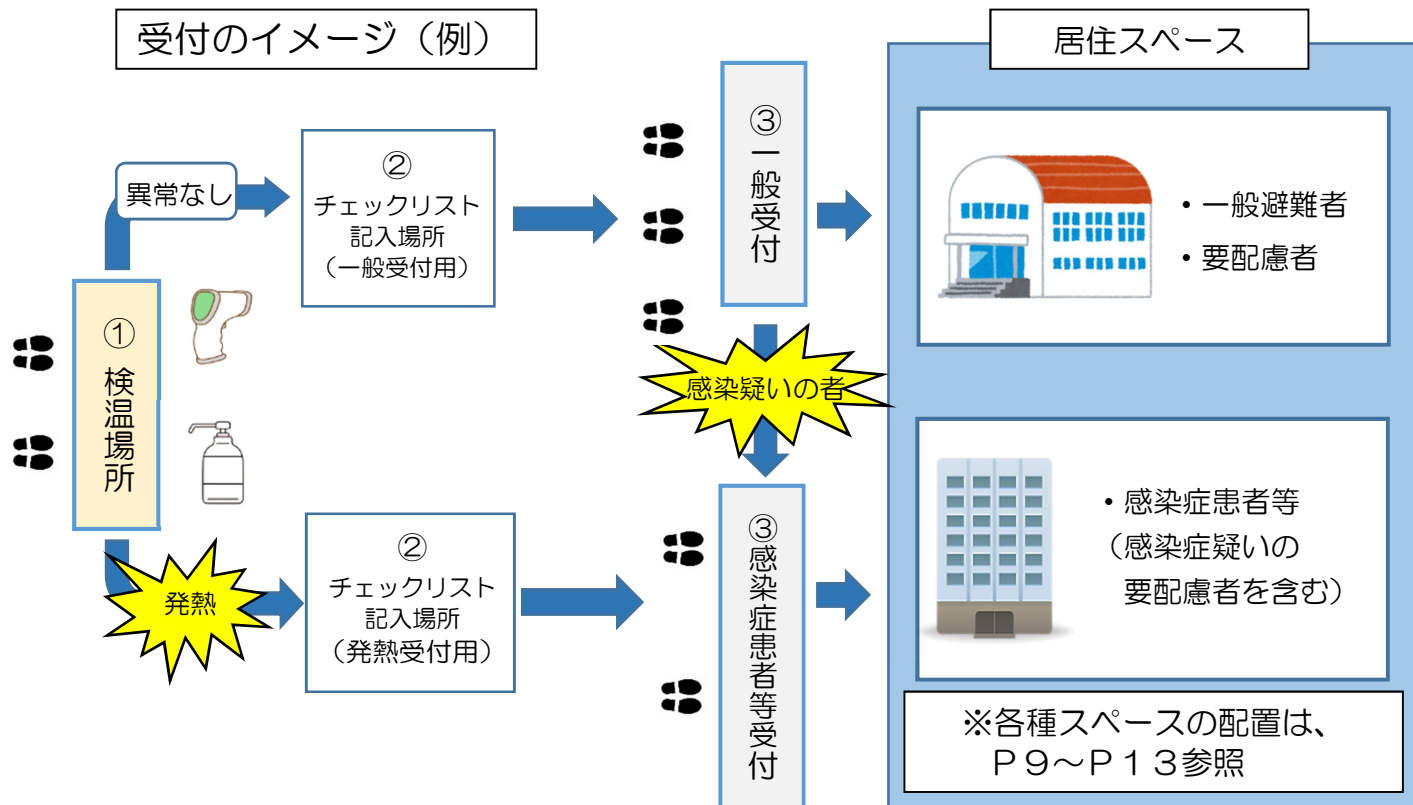 受付のイメージ（例）
居住スペース
①
検温場所
異常なし
②
チェックリスト
記入場所
（一般受付用）
③
一般受付
・一般避難者
・要配慮者
感染疑いの者
発熱
②
チェックリスト
記入場所
（発熱受付用）
③
感染症患者等受付
・感染症患者等
（感染症疑いの
要配慮者を含む）
※各種スペースの配置は、
Ｐ９～Ｐ１３参照